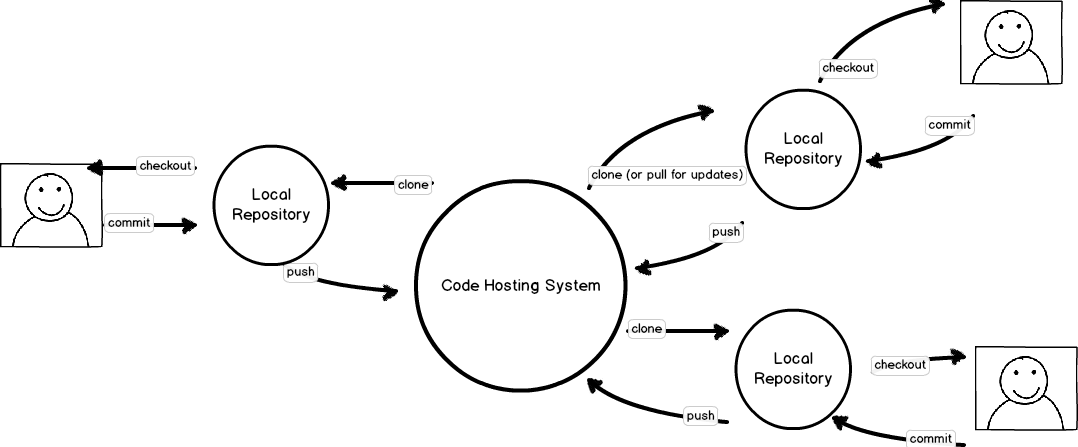 checkout
commit
Local
Repository
clone
push
Code Hosting System
clone (or pull for updates)
push
Local
Repository
checkout
commit
clone
push
Local
Repository
checkout
commit